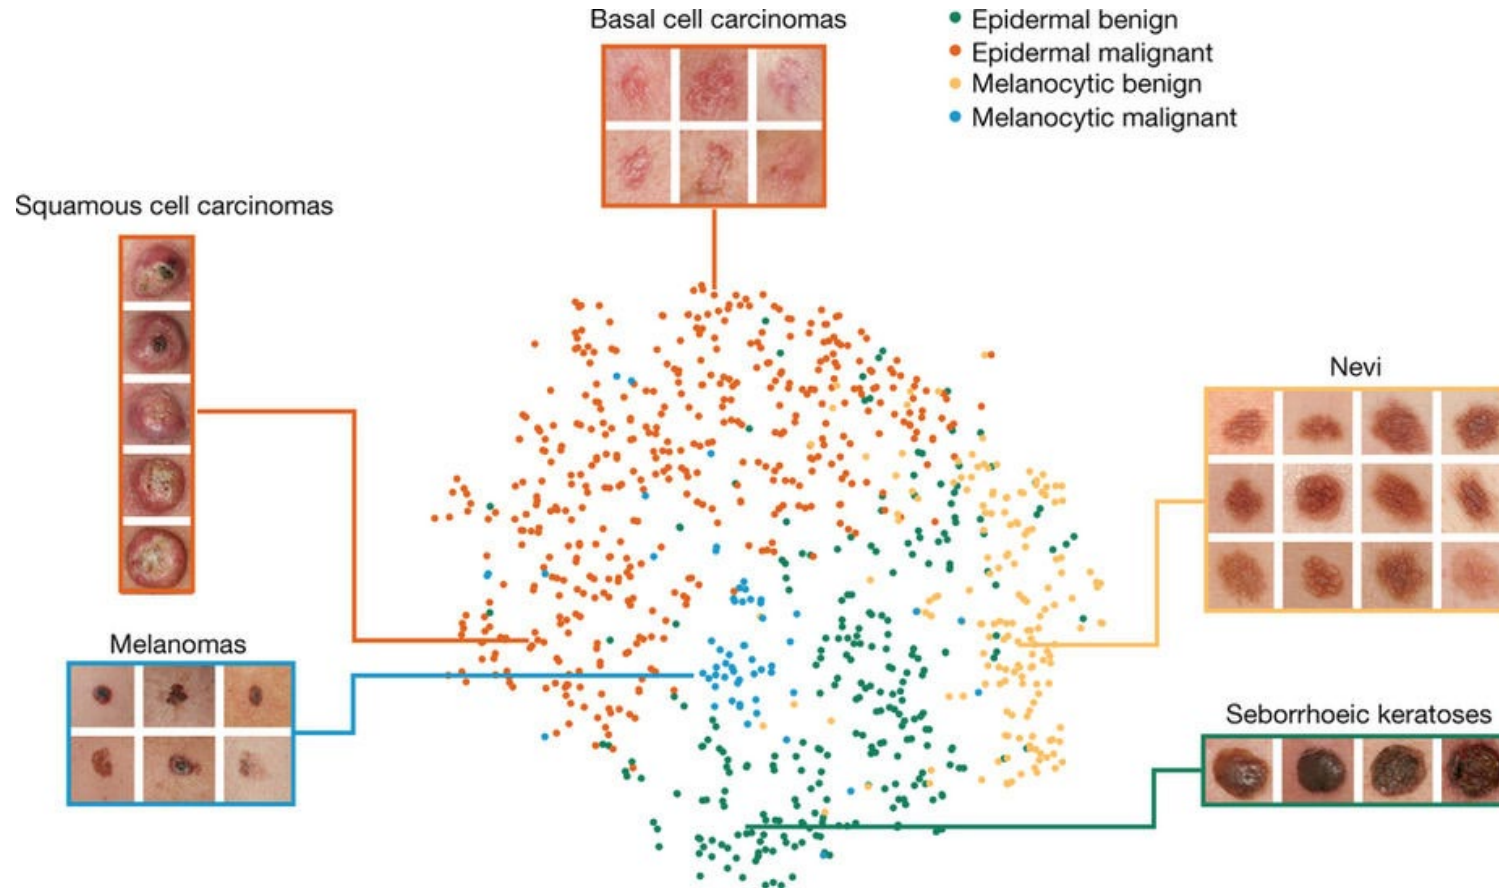 Basal cell carcinomas
Epidermal benign
Epidermal malignant
Melanocytic benign
Melanocytic malignant
Squamous cell carcinomas
Nevi
Melanomas
Seborrhoeic keratoses